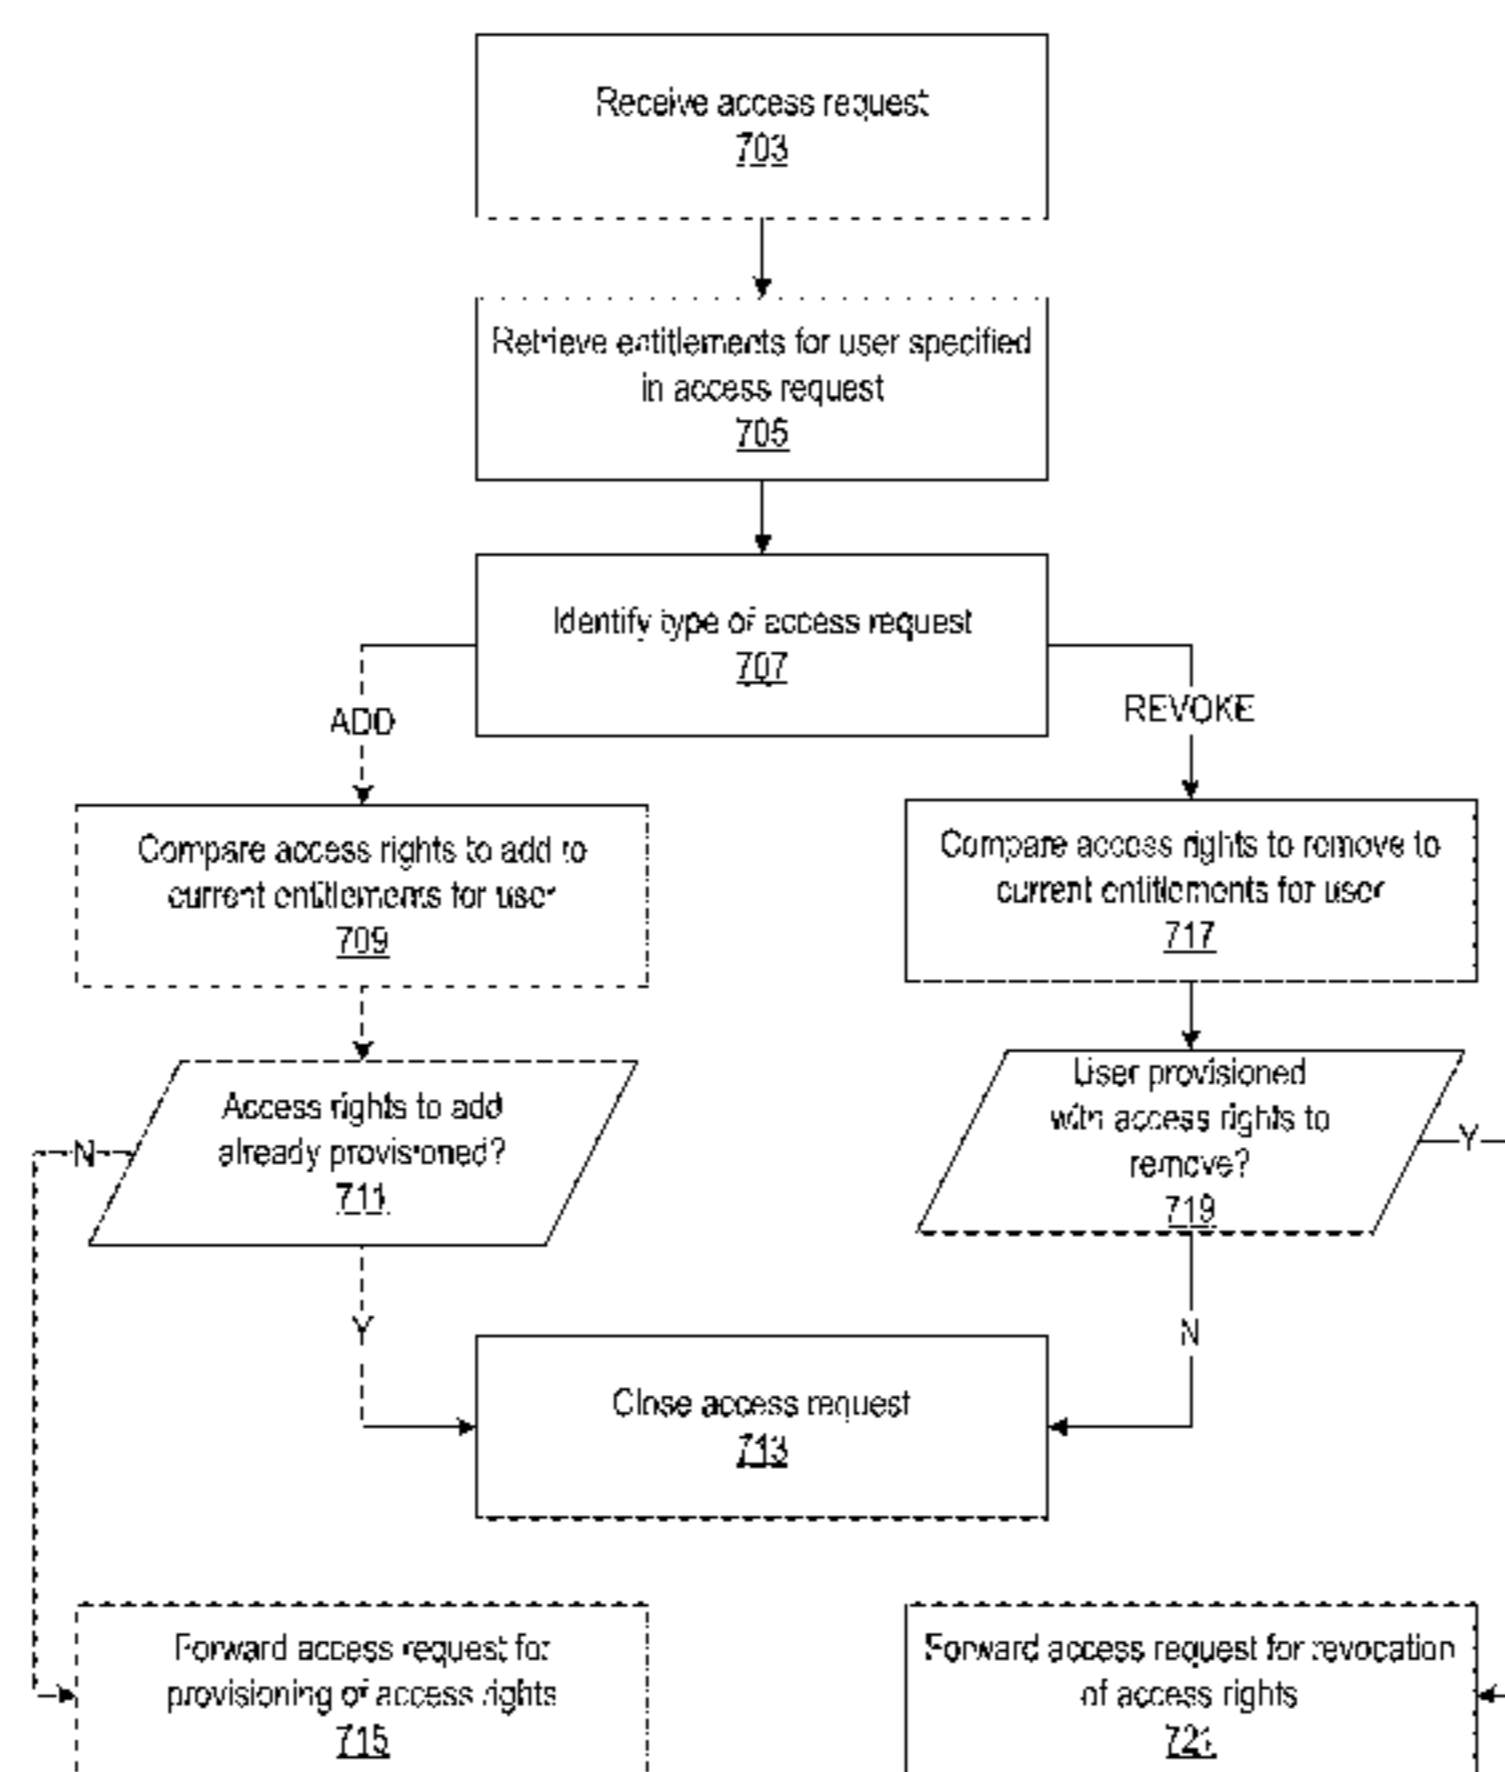 Receive access request
703
Retrieve entitlements for user specified
in access request
705
Identify type of access request
707
ADD
REVOKE
Compare access rights to add to
current entitlements for user
709
Compare access rights to remove to
current entitlements for user
717
Access rights to add
already provisioned?
711
User provisioned
with access rights to
remove?
719
N
Y
Y
N
Close access request
713
Forward access request for
provisioning of access rights
715
Forward access request for revocation
of access rights
721